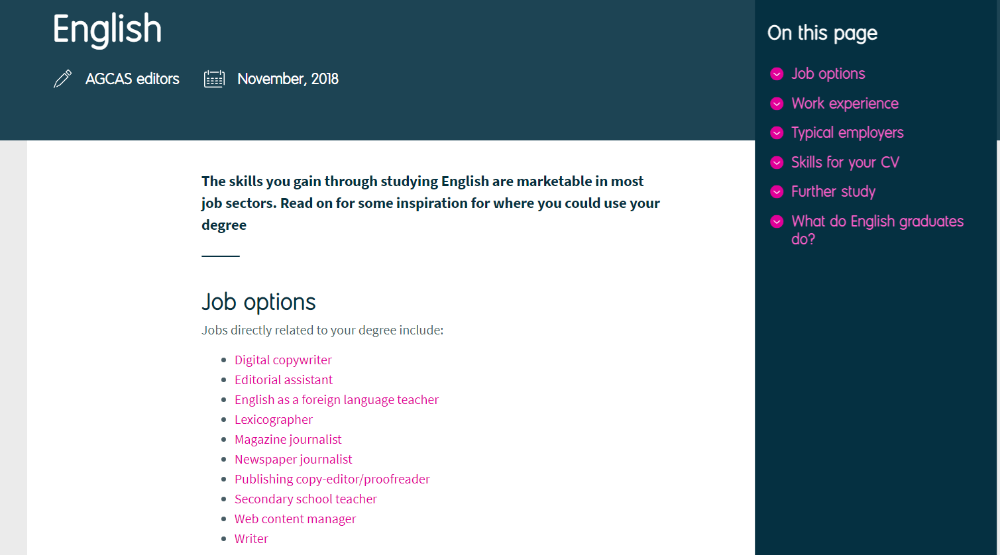 English
AGCAS editors
November, 2018
The skills you gain through studying English are marketable in most
job sectors. Read on for some inspiration for where you could use your
degree
Job options
Jobs directly related to your degree include:
Digital copywriter
Editorial assistant
English as a foreign language teacher
Lexicographer
Magazine journalist
Newspaper journalist
Publishing copy-editor/proofreader
Secondary school teacher
Web content manager
Writer
On this page
Job options
Work experience
Typical employers
Skills for your CV
Further study
What do English graduates
do?